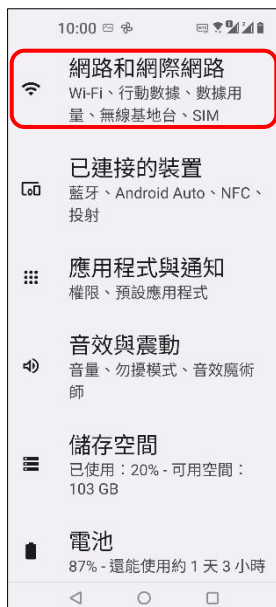 10:00
網路和網際網路
Wi-Fi、行動數據、數據用
量、無線基地台、SIM
已連接的裝置
藍牙、Android Auto、NFC、
投射
應用程式與通知
權限、預設應用程式
音效與震動
音量、勿擾模式、音效魔術
師
儲存空間
已使用：20% - 可用空間：
103 GB
電池
87% - 還能使用約 1 天 3 小時